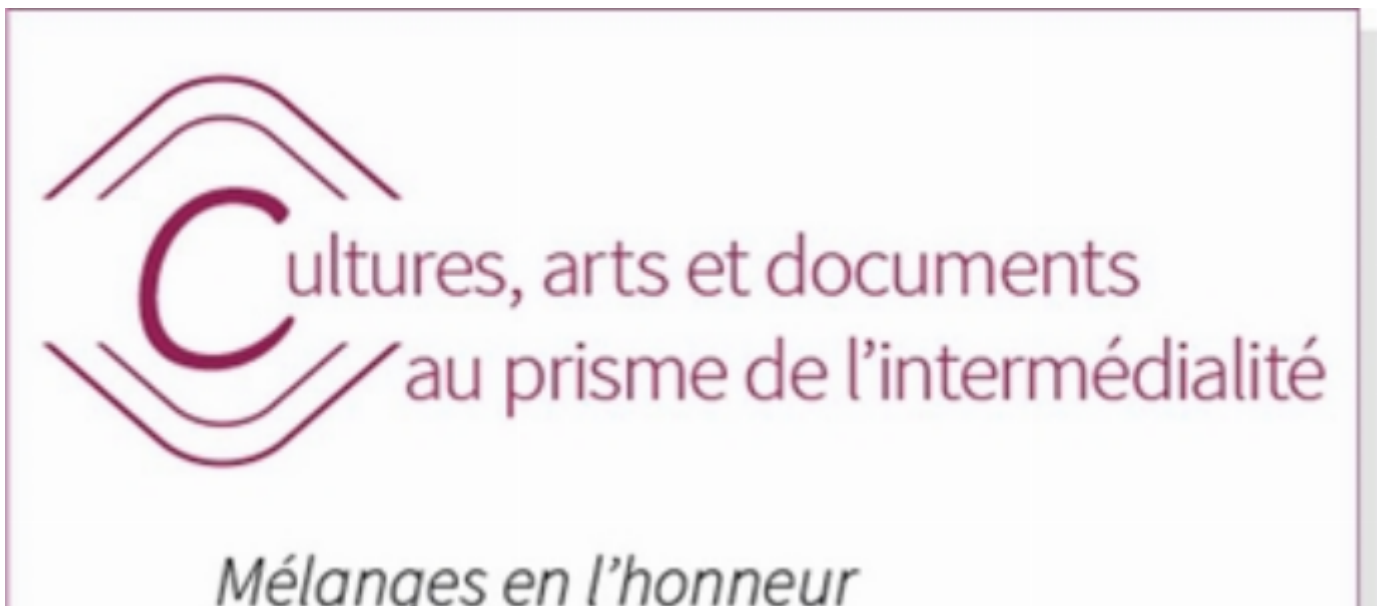 Cultures, arts et documents
au prisme de l’intermédialité
Mélanges en l’honneur